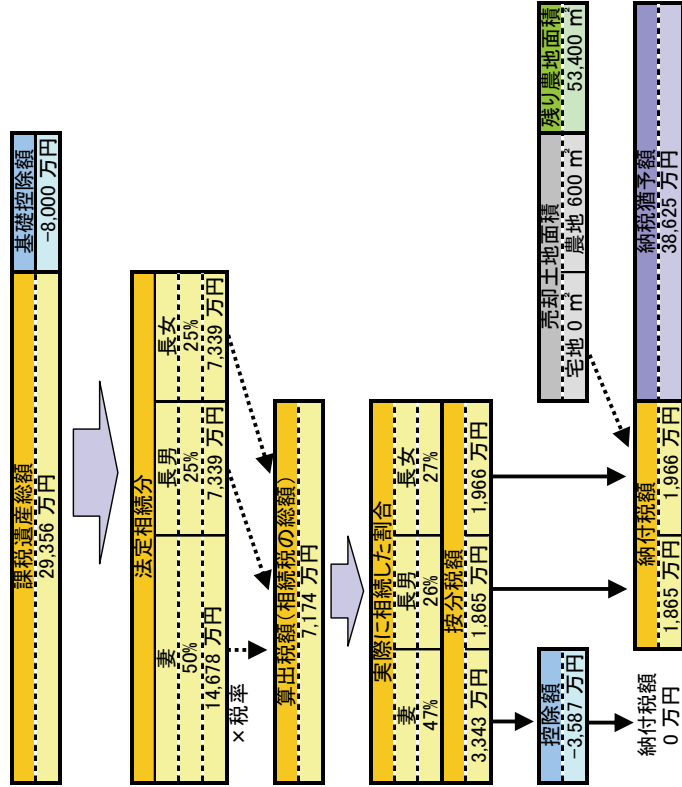 課税遺産総額 基礎控除額
29,356 万円 -8,000 万円
法定相続分
妻 長男 長女
50% 25% 25%
14,678 万円 7,339 万円 7,339 万円
×税率
算出税額(相続税の総額)
7,174 万円
実際に相続した割合
妻 長男 長女
47% 26% 27%
按分税額
3,343 万円 1,865 万円 1,966 万円
控除額
-3,587 万円
売却土地面積 残り農地面積
宅地 0 ㎡ 農地 600 ㎡ 53,400 ㎡
納付税額
0 万円
納付税額 納税猶予額
1,865 万円 1,966 万円 38,625 万円